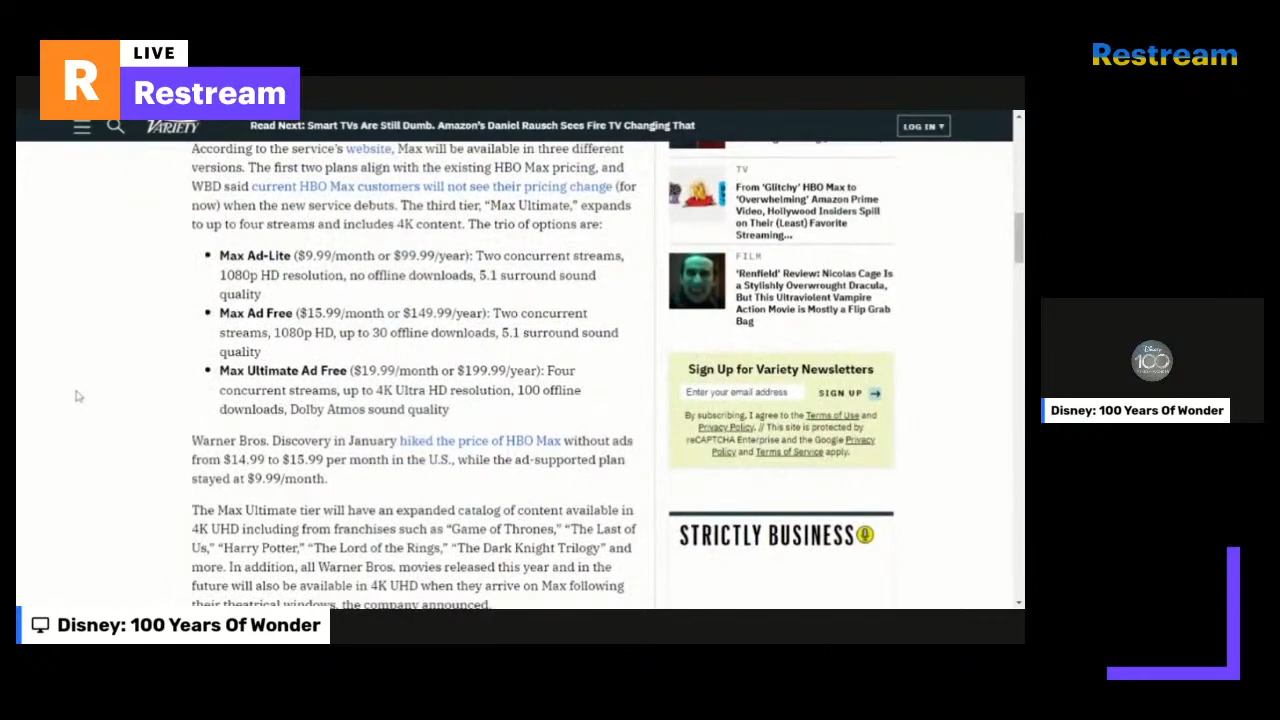 LIVE
R
Restream
Restream
VARIETY
Read Next: Smart TVs Are Still Dumb. Amazon's Daniel Rausch Sees Fire TV Changing That
LOG IN ▾
According to the service's website, Max will be available in three different
versions. The first two plans align with the existing HBO Max pricing, and
WBD said current HBO Max customers will not see their pricing change (for
now) when the new service debuts. The third tier, "Max Ultimate," expands
to up to four streams and includes 4K content. The trio of options are:
• Max Ad-Lite ($9.99/month or $99.99/year): Two concurrent streams,
1080p HD resolution, no offline downloads, 5.1 surround sound
quality
• Max Ad Free ($15.99/month or $149.99/year): Two concurrent
streams, 1080p HD, up to 30 offline downloads, 5.1 surround sound
quality
• Max Ultimate Ad Free ($19.99/month or $199.99/year): Four
concurrent streams, up to 4K Ultra HD resolution, 100 offline
downloads, Dolby Atmos sound quality
Warner Bros. Discovery in January hiked the price of HBO Max without ads
from $14.99 to $15.99 per month in the U.S., while the ad-supported plan
stayed at $9.99/month.
The Max Ultimate tier will have an expanded catalog of content available in
4K UHD including from franchises such as "Game of Thrones," "The Last of
Us," "Harry Potter," "The Lord of the Rings," "The Dark Knight Trilogy" and
more. In addition, all Warner Bros. movies released this year and in the
future will also be available in 4K UHD when they arrive on Max following
their theatrical windows, the company announced.
TV
From 'Glitchy' HBO Max to
'Overwhelming' Amazon Prime
Video, Hollywood Insiders Spill
on Their (Least) Favorite
Streaming...
FILM
'Renfield' Review: Nicolas Cage Is
a Stylishly Overwrought Dracula,
But This Ultraviolent Vampire
Action Movie is Mostly a Flip Grab
Bag
Sign Up for Variety Newsletters
Enter your email address
SIGN UP →
By subscribing, I agree to the Terms of Use and
Privacy Policy. // This site is protected by
reCAPTCHA Enterprise and the Google Privacy
Policy and Terms of Service apply.
STRICTLY BUSINESS
Disney
100
Disney: 100 Years Of Wonder
Disney: 100 Years Of Wonder